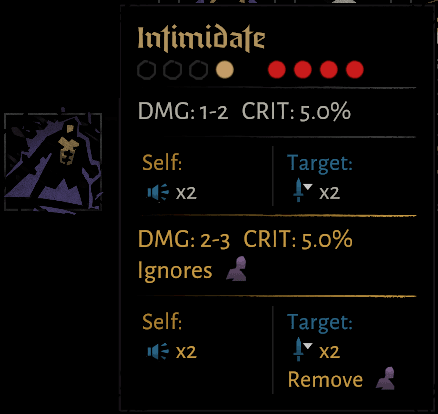 Intimidate
DMG: 1-2 CRIT: 5.0%
Self: Target:
x2 x2
DMG: 2-3 CRIT: 5.0%
Ignores
Self: Target:
x2 x2
Remove